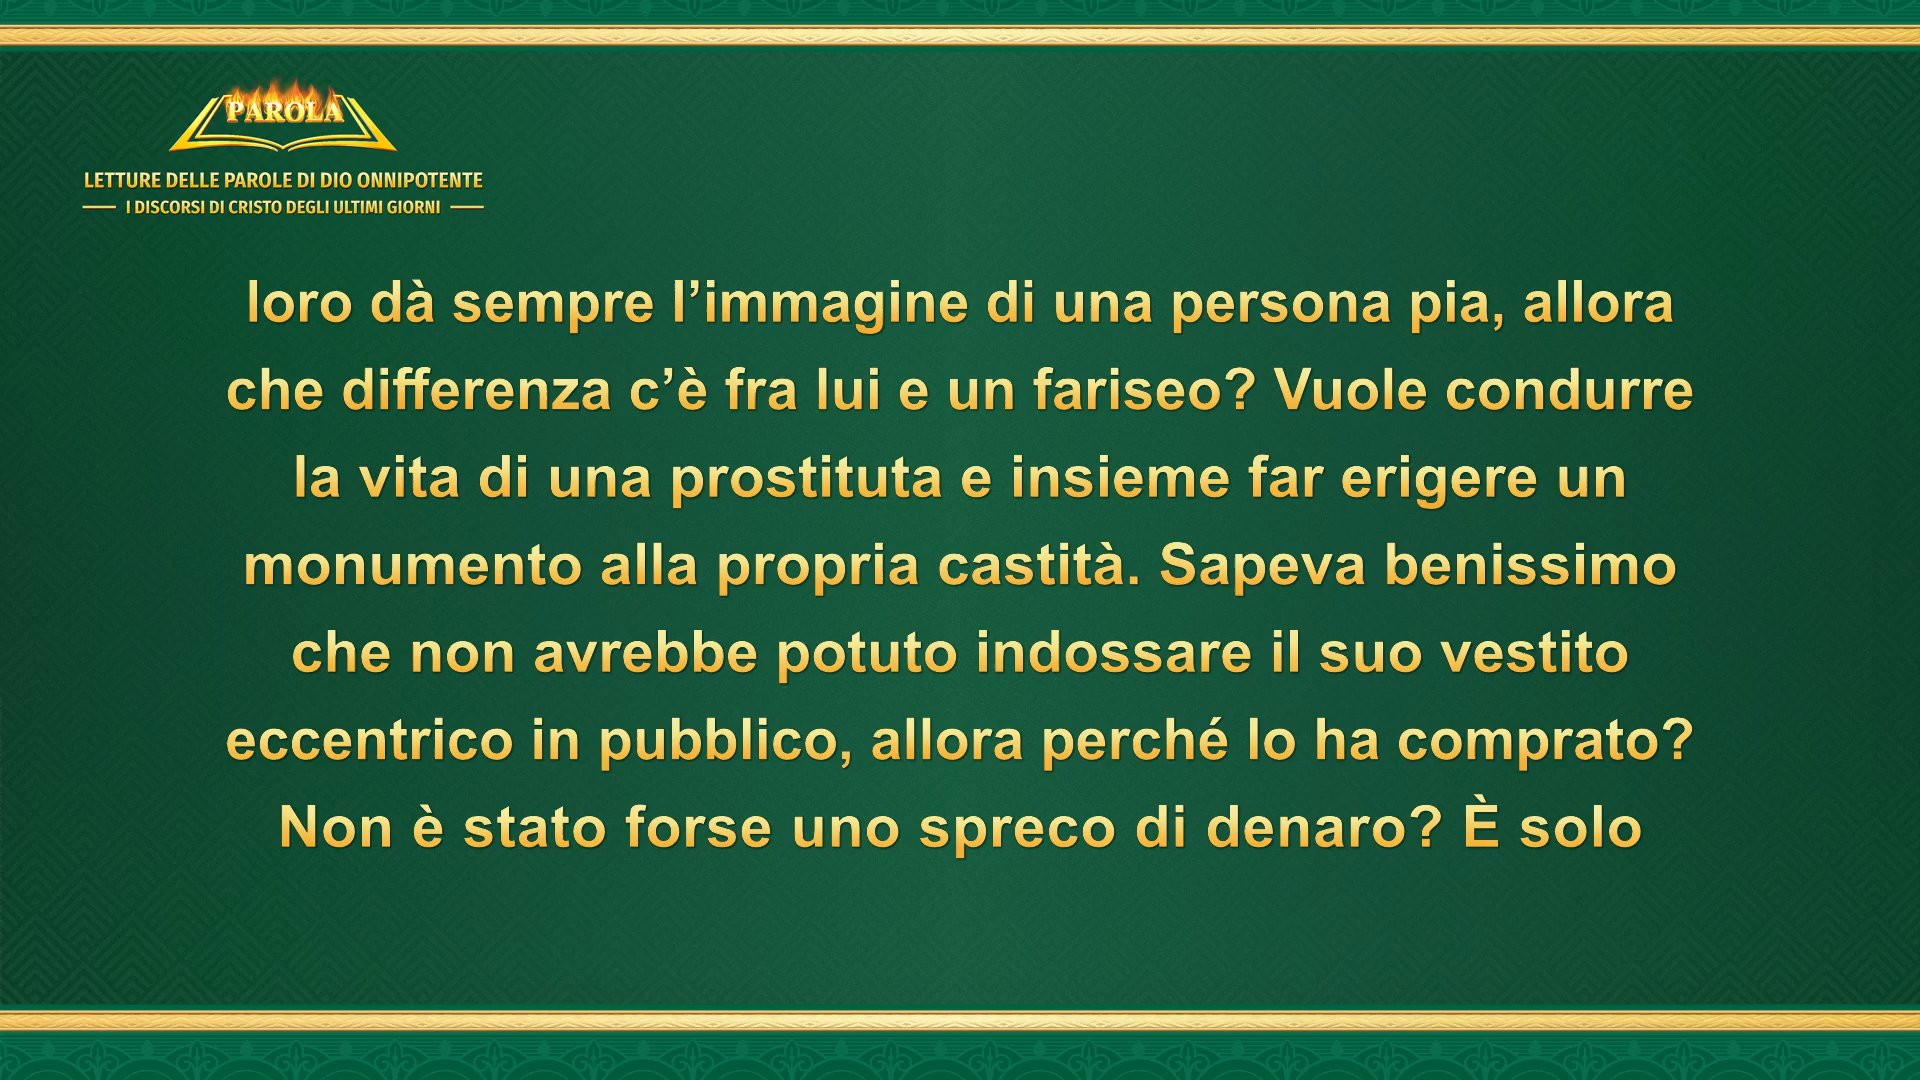 PAROLA
LETTURE DELLE PAROLE DI DIO ONNIPOTENTE
I DISCORSI DI CRISTO DEGLI ULTIMI GIORNI
loro dà sempre l’immagine di una persona pia, allora
che differenza c’è fra lui e un fariseo? Vuole condurre
la vita di una prostituta e insieme far erigere un
monumento alla propria castità. Sapeva benissimo
che non avrebbe potuto indossare il suo vestito
eccentrico in pubblico, allora perché lo ha comprato?
Non è stato forse uno spreco di denaro? È solo